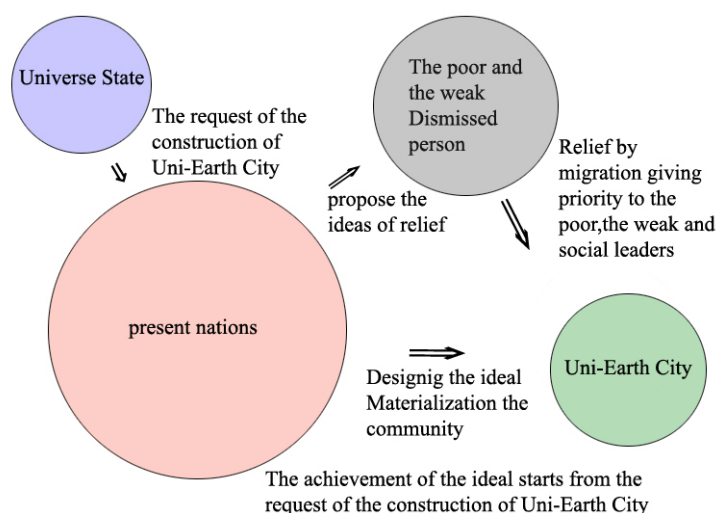 Universe State
The request of the
construction of
Uni-Earth City
The poor and
the weak
Dismissed
person
propose the
ideas of relief
Relief by
migration giving
priority to the
poor,the weak and
social leaders
present nations
Designig the ideal
Materialization the
community
Uni-Earth City
The achievement of the ideal starts from the
request of the construction of Uni-Earth City